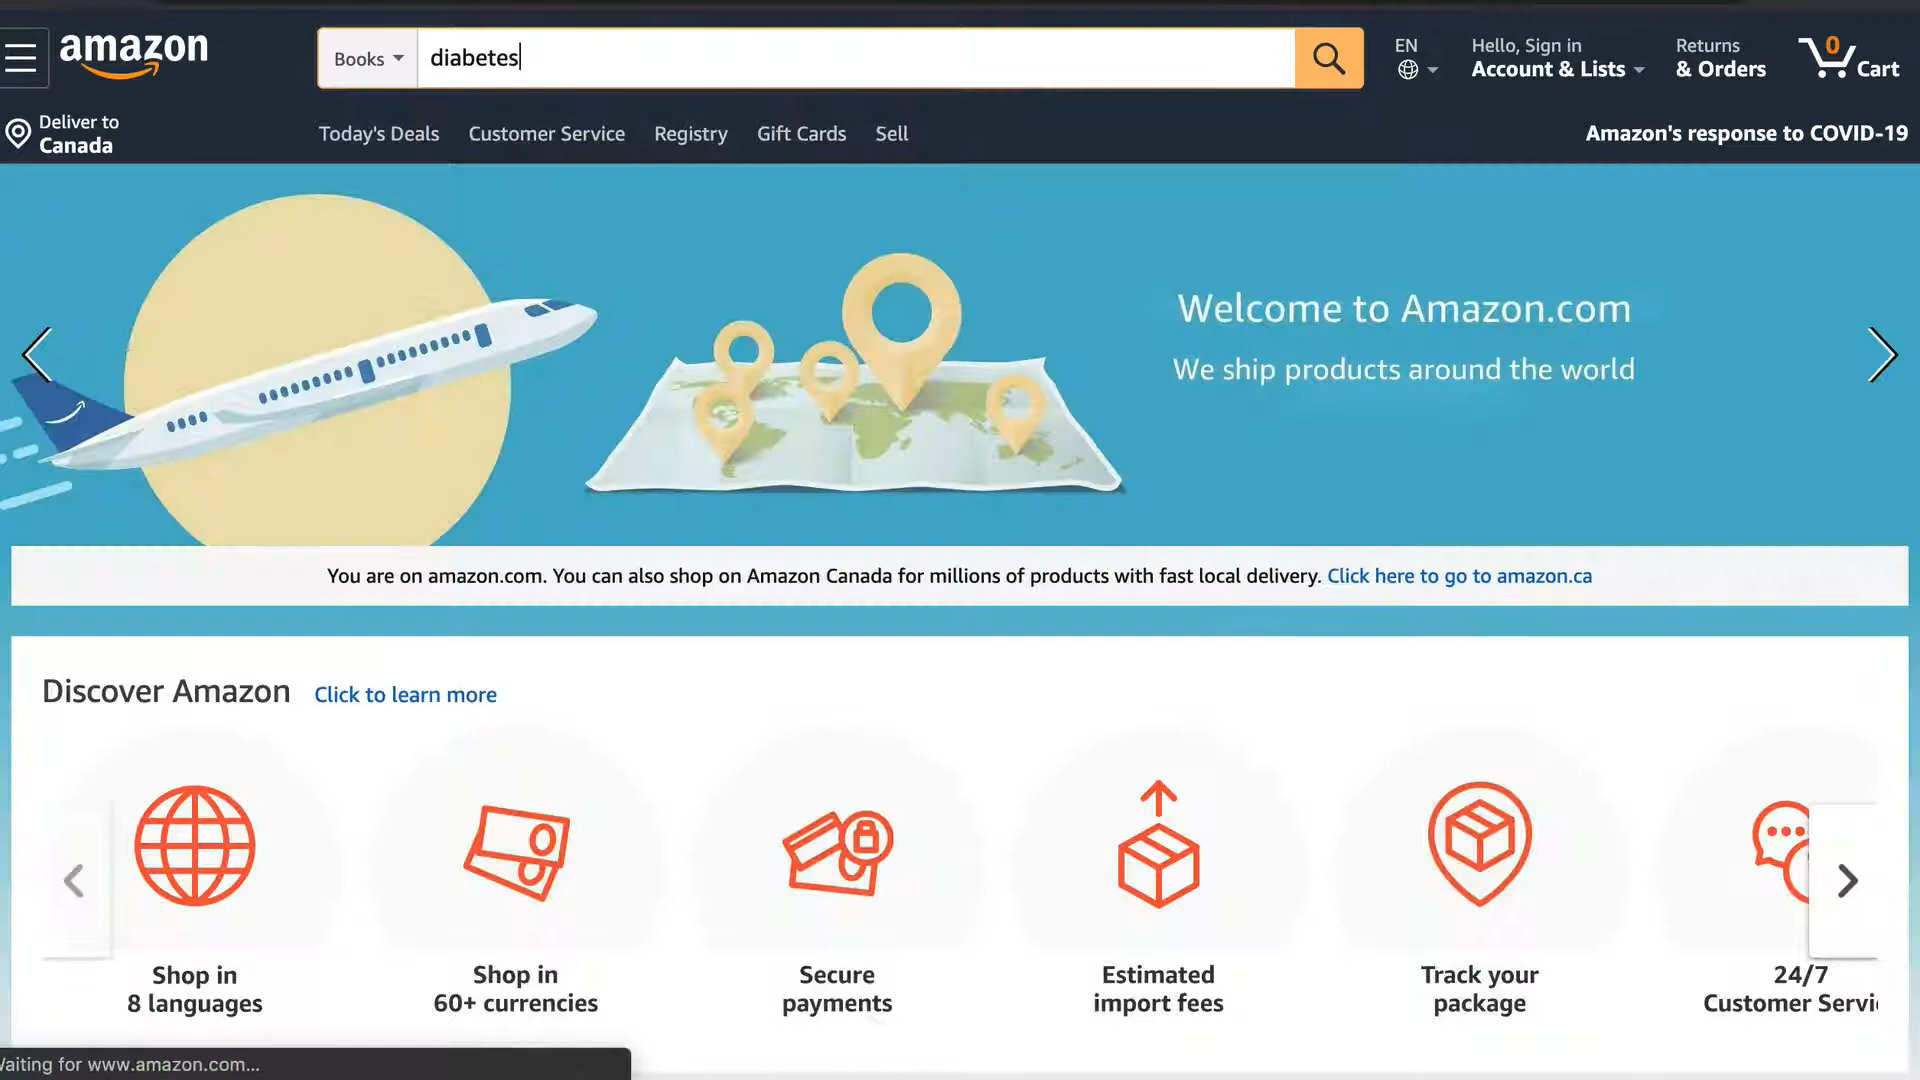 amazon
Books
diabetes
EN
Hello, Sign in
Account & Lists
Returns
& Orders
0
Cart
Deliver to
Canada
Today's Deals
Customer Service
Registry
Gift Cards
Sell
Amazon's response to COVID-19
Welcome to Amazon.com
We ship products around the world
You are on amazon.com. You can also shop on Amazon Canada for millions of products with fast local delivery. Click here to go to amazon.ca
Discover Amazon
Click to learn more
Shop in
8 languages
Shop in
60+ currencies
Secure
payments
Estimated
import fees
Track your
package
24/7
Customer Servi
Waiting for www.amazon.com...